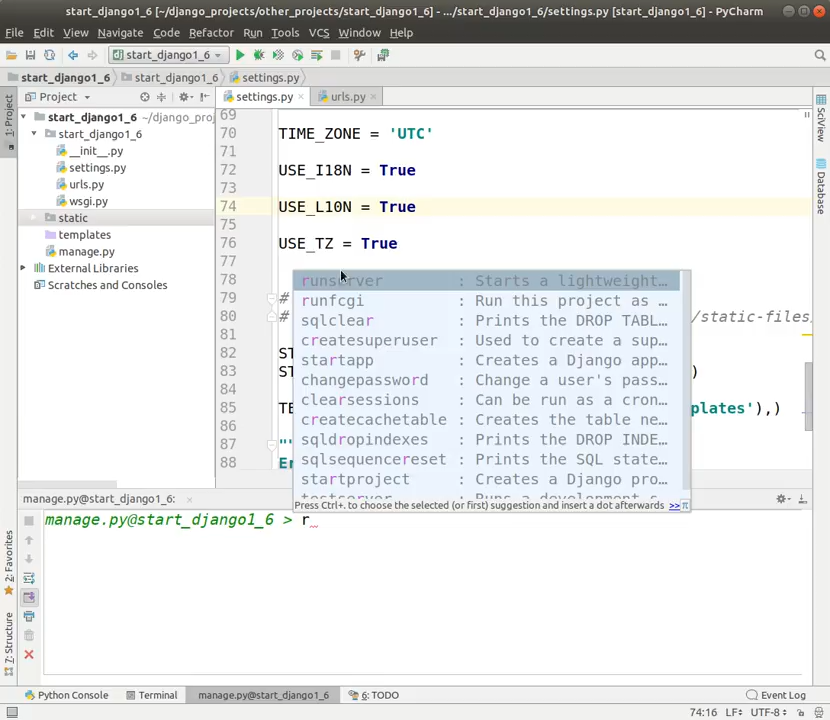 start_django1_6 [~/django_projects/other_projects/start_django1_6] - .../start_django1_6/settings.py [start_django1_6] - PyCharm
File Edit View Navigate Code Refactor Run Tools VCS Window Help
start_django1_6
start_django1_6 start_django1_6 settings.py
1: Project
Project
settings.py urls.py
start_django1_6 ~/django_proj
start_django1_6
__init__.py
settings.py
urls.py
wsgi.py
static
templates
manage.py
External Libraries
Scratches and Consoles
69
70 TIME_ZONE = 'UTC'
71
72 USE_I18N = True
73
74 USE_L10N = True
75
76 USE_TZ = True
77
78
79 #
80 # /static-files
81
82 ST
83 ST )
84
85 TE plates'),)
86
87 ""
88 En
runserver : Starts a lightweight…
runfcgi : Run this project as …
sqlclear : Prints the DROP TABL…
createsuperuser : Used to create a sup…
startapp : Creates a Django app…
changepassword : Change a user's pass…
clearsessions : Can be run as a cron…
createcachetable : Creates the table ne…
sqldropindexes : Prints the DROP INDE…
sqlsequencereset : Prints the SQL state…
startproject : Creates a Django pro…
testserver : Runs a development s…
Press Ctrl+. to choose the selected (or first) suggestion and insert a dot afterwards >> π
SciView
Database
manage.py@start_django1_6:
manage.py@start_django1_6 > r
2: Favorites
7: Structure
Python Console Terminal manage.py@start_django1_6 6: TODO Event Log
74:16 LF÷ UTF-8÷